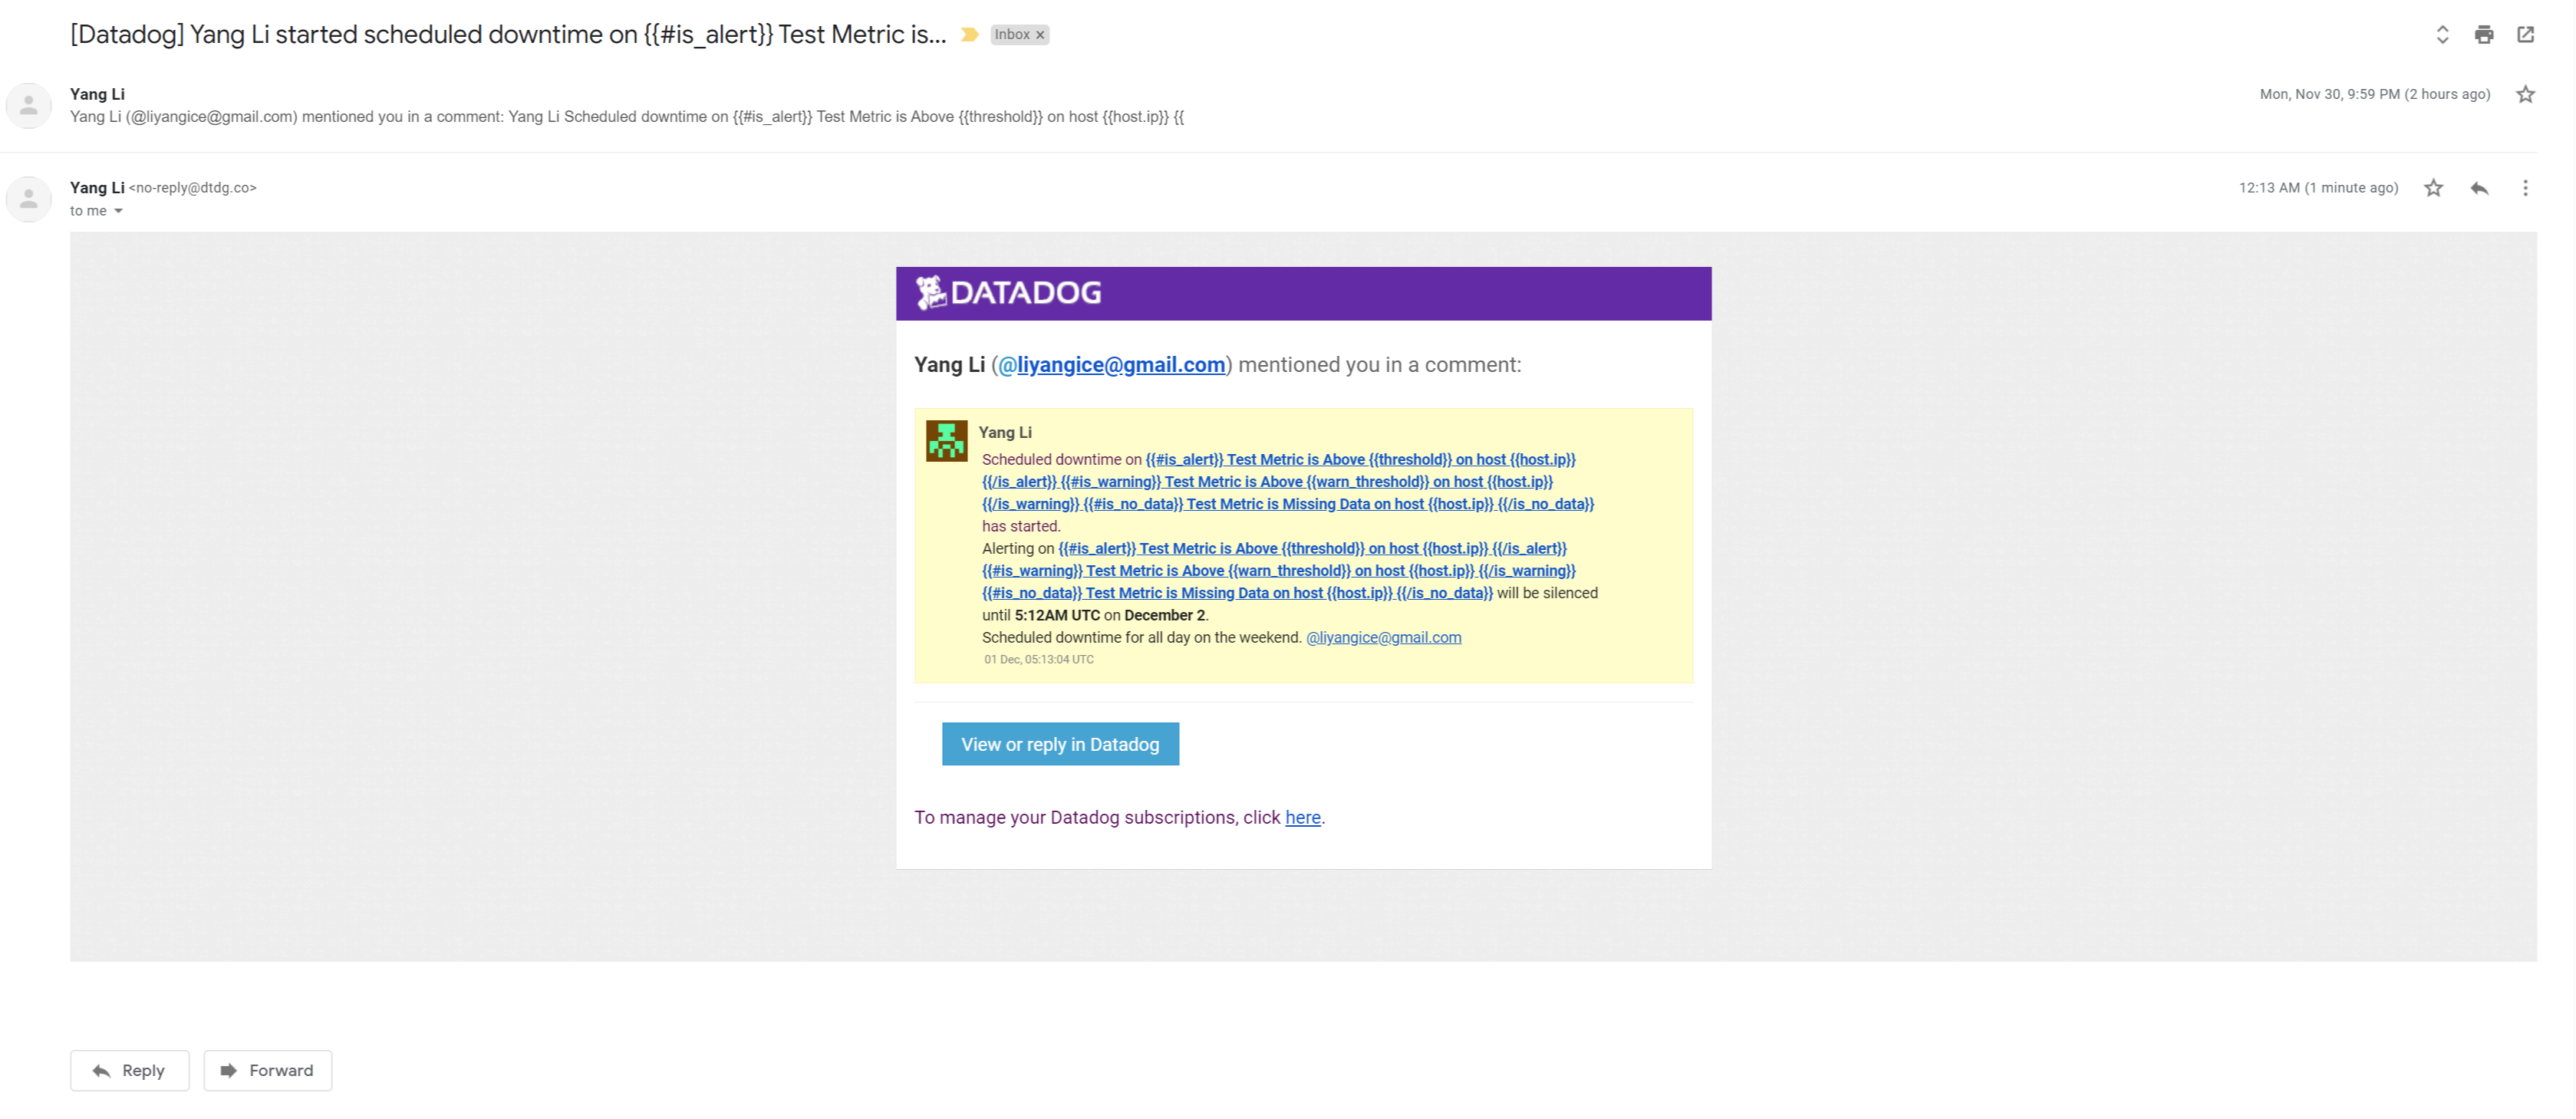 [Datadog] Yang Li started scheduled downtime on {{#is_alert}} Test Metric is...
Inbox ×
Yang Li
Mon, Nov 30, 9:59 PM (2 hours ago)
Yang Li (@liyangice@gmail.com) mentioned you in a comment: Yang Li Scheduled downtime on {{#is_alert}} Test Metric is Above {{threshold}} on host {{host.ip}} {{
Yang Li <no-reply@dtdg.co>
12:13 AM (1 minute ago)
to me
DATADOG
Yang Li (@liyangice@gmail.com) mentioned you in a comment:
Yang Li
Scheduled downtime on {{#is_alert}} Test Metric is Above {{threshold}} on host {{host.ip}}
{{/is_alert}} {{#is_warning}} Test Metric is Above {{warn_threshold}} on host {{host.ip}}
{{/is_warning}} {{#is_no_data}} Test Metric is Missing Data on host {{host.ip}} {{/is_no_data}}
has started.
Alerting on {{#is_alert}} Test Metric is Above {{threshold}} on host {{host.ip}} {{/is_alert}}
{{#is_warning}} Test Metric is Above {{warn_threshold}} on host {{host.ip}} {{/is_warning}}
{{#is_no_data}} Test Metric is Missing Data on host {{host.ip}} {{/is_no_data}} will be silenced
until 5:12AM UTC on December 2.
Scheduled downtime for all day on the weekend. @liyangice@gmail.com
01 Dec, 05:13:04 UTC
View or reply in Datadog
To manage your Datadog subscriptions, click here.
Reply
Forward